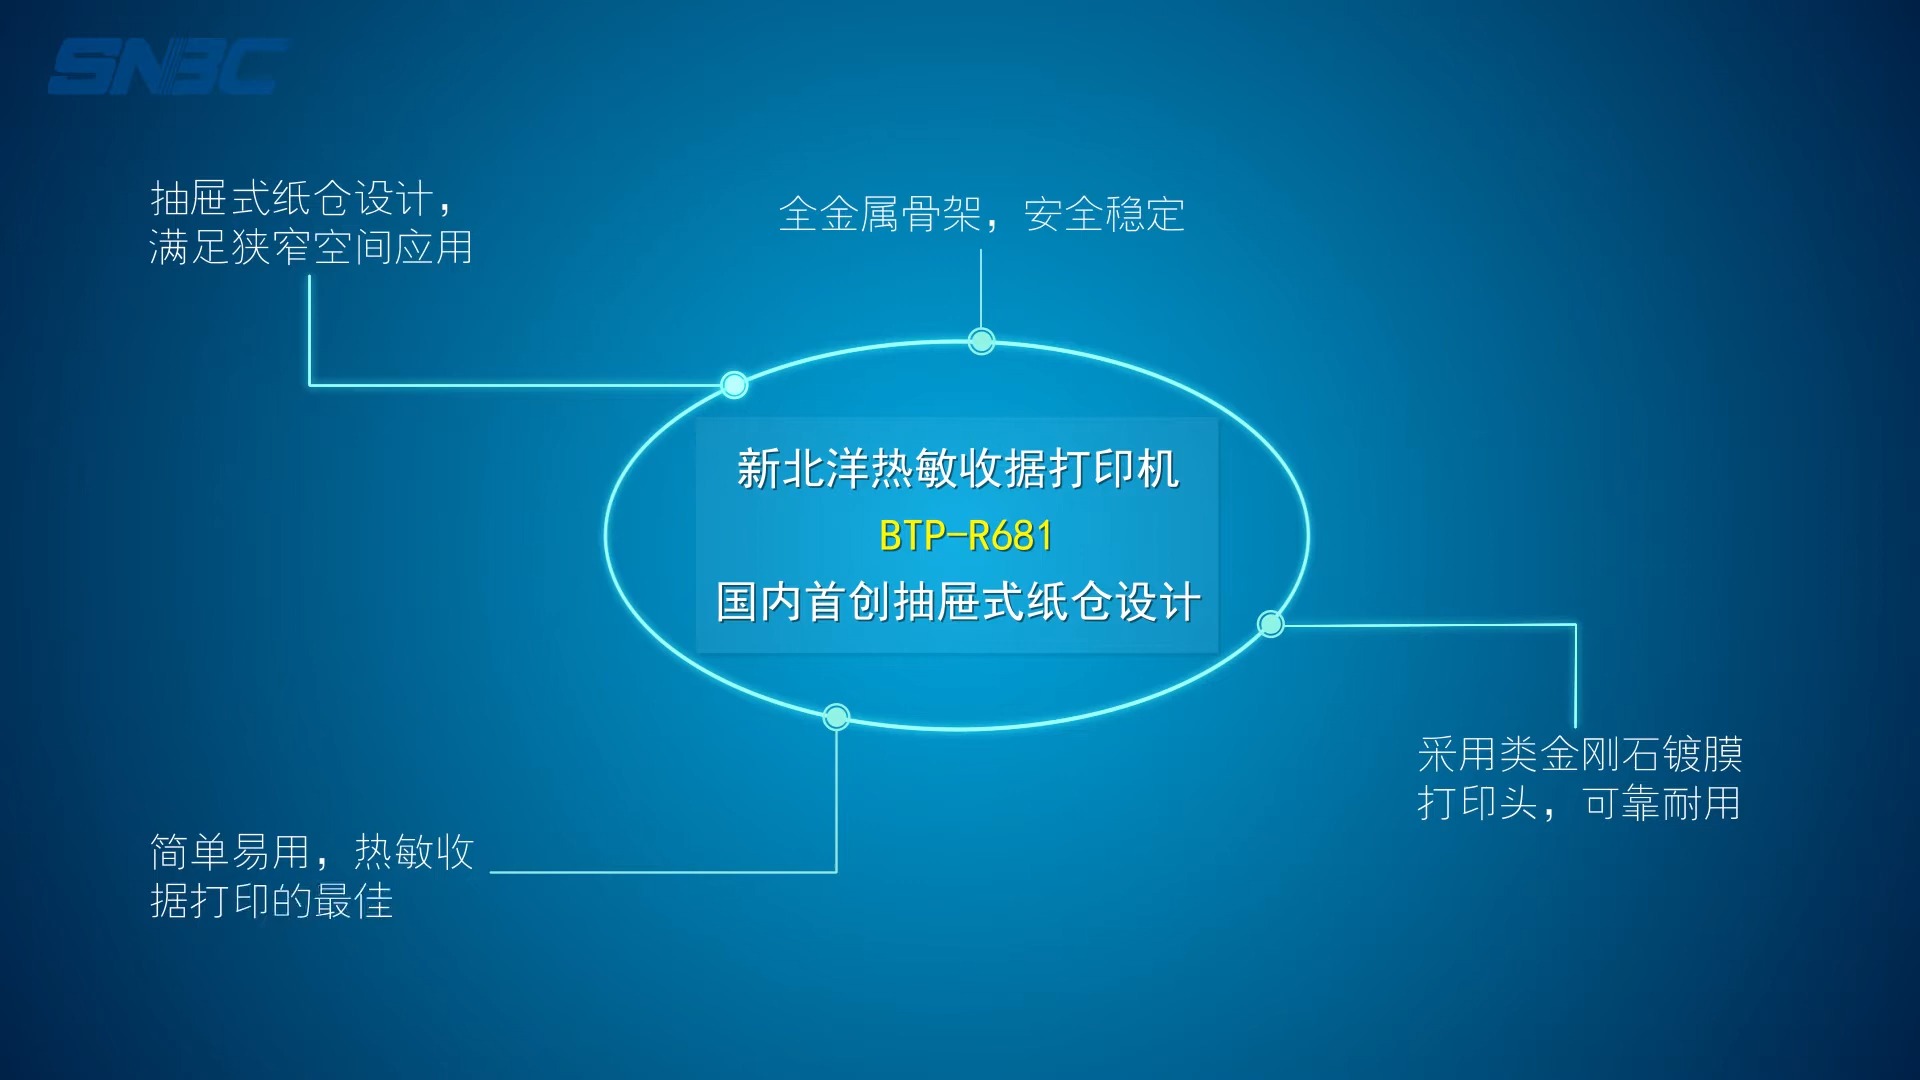 SNBC
抽屉式纸仓设计，
满足狭窄空间应用
全金属骨架，安全稳定
新北洋热敏收据打印机
BTP-R681
国内首创抽屉式纸仓设计
采用类金刚石镀膜
打印头，可靠耐用
简单易用，热敏收
据打印的最佳